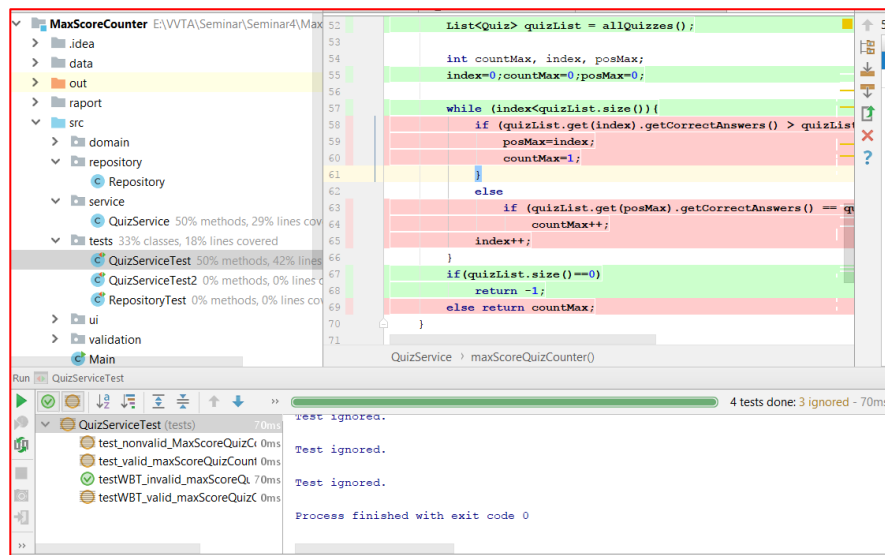 MaxScoreCounter E:\VVTA\Seminar\Seminar4\Max
.idea
data
out
raport
src
domain
repository
Repository
service
QuizService 50% methods, 29% lines cov
tests 33% classes, 18% lines covered
QuizServiceTest 50% methods, 42% lines
QuizServiceTest2 0% methods, 0% lines c
RepositoryTest 0% methods, 0% lines cov
ui
validation
Main
52 List<Quiz> quizList = allQuizzes();
53
54 int countMax, index, posMax;
55 index=0;countMax=0;posMax=0;
56
57 while (index<quizList.size()){
58 if (quizList.get(index).getCorrectAnswers() > quizList
59 posMax=index;
60 countMax=1;
61 }
62 else
63 if (quizList.get(posMax).getCorrectAnswers() == qu
64 countMax++;
65 index++;
66 }
67 if(quizList.size()==0)
68 return -1;
69 else return countMax;
70 }
71
QuizService › maxScoreQuizCounter()
5
Run QuizServiceTest
4 tests done: 3 ignored - 70ms
QuizServiceTest (tests) 70ms
test_nonvalid_MaxScoreQuizCo 0ms
test_valid_maxScoreQuizCount 0ms
testWBT_invalid_maxScoreQu 70ms
testWBT_valid_maxScoreQuizC 0ms
Test ignored.
Test ignored.
Test ignored.
Process finished with exit code 0